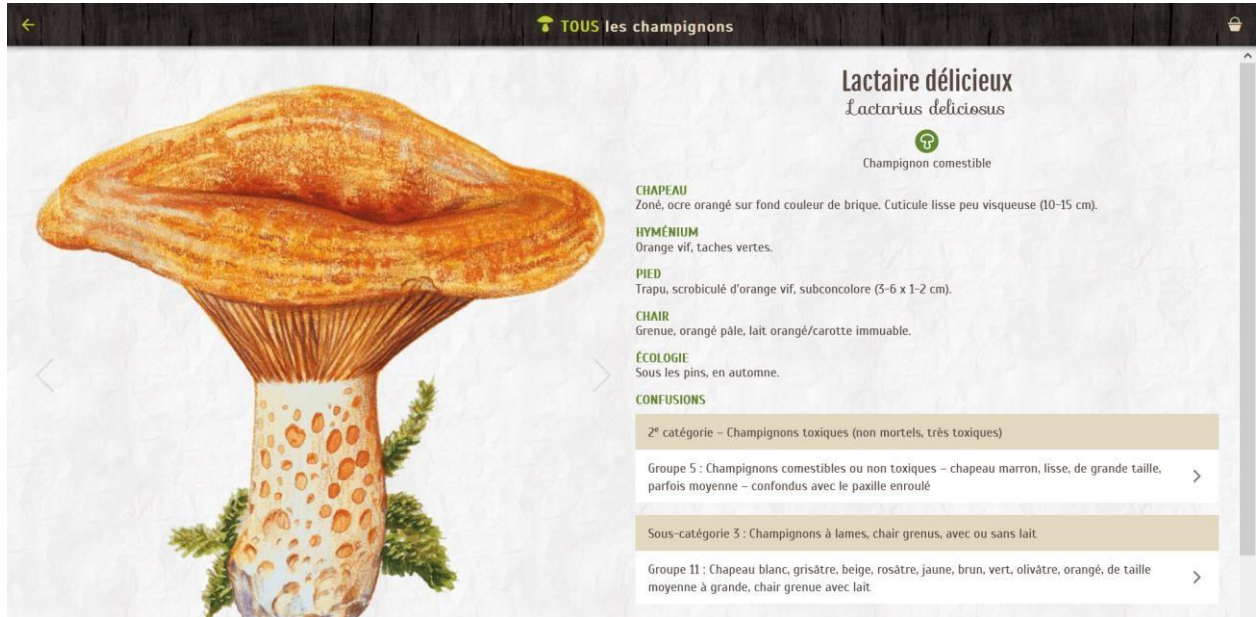 TOUS les champignons
Lactaire délicieux
Lactarius deliciosus
Champignon comestible
CHAPEAU
Zoné, ocre orangé sur fond couleur de brique. Cuticule lisse peu visqueuse (10-15 cm).
HYMÉNIUM
Orange vif, taches vertes.
PIED
Trapu, scrobiculé d'orange vif, subconcolore (3-6 x 1-2 cm).
CHAIR
Grenue, orangé pâle, lait orangé/carotte immuable.
ÉCOLOGIE
Sous les pins, en automne.
CONFUSIONS
2e catégorie – Champignons toxiques (non mortels, très toxiques)
Groupe 5 : Champignons comestibles ou non toxiques – chapeau marron, lisse, de grande taille,
parfois moyenne – confondus avec le paxille enroulé
Sous-catégorie 3 : Champignons à lames, chair grenus, avec ou sans lait
Groupe 11 : Chapeau blanc, grisâtre, beige, rosâtre, jaune, brun, vert, olivâtre, orangé, de taille
moyenne à grande, chair grenue avec lait